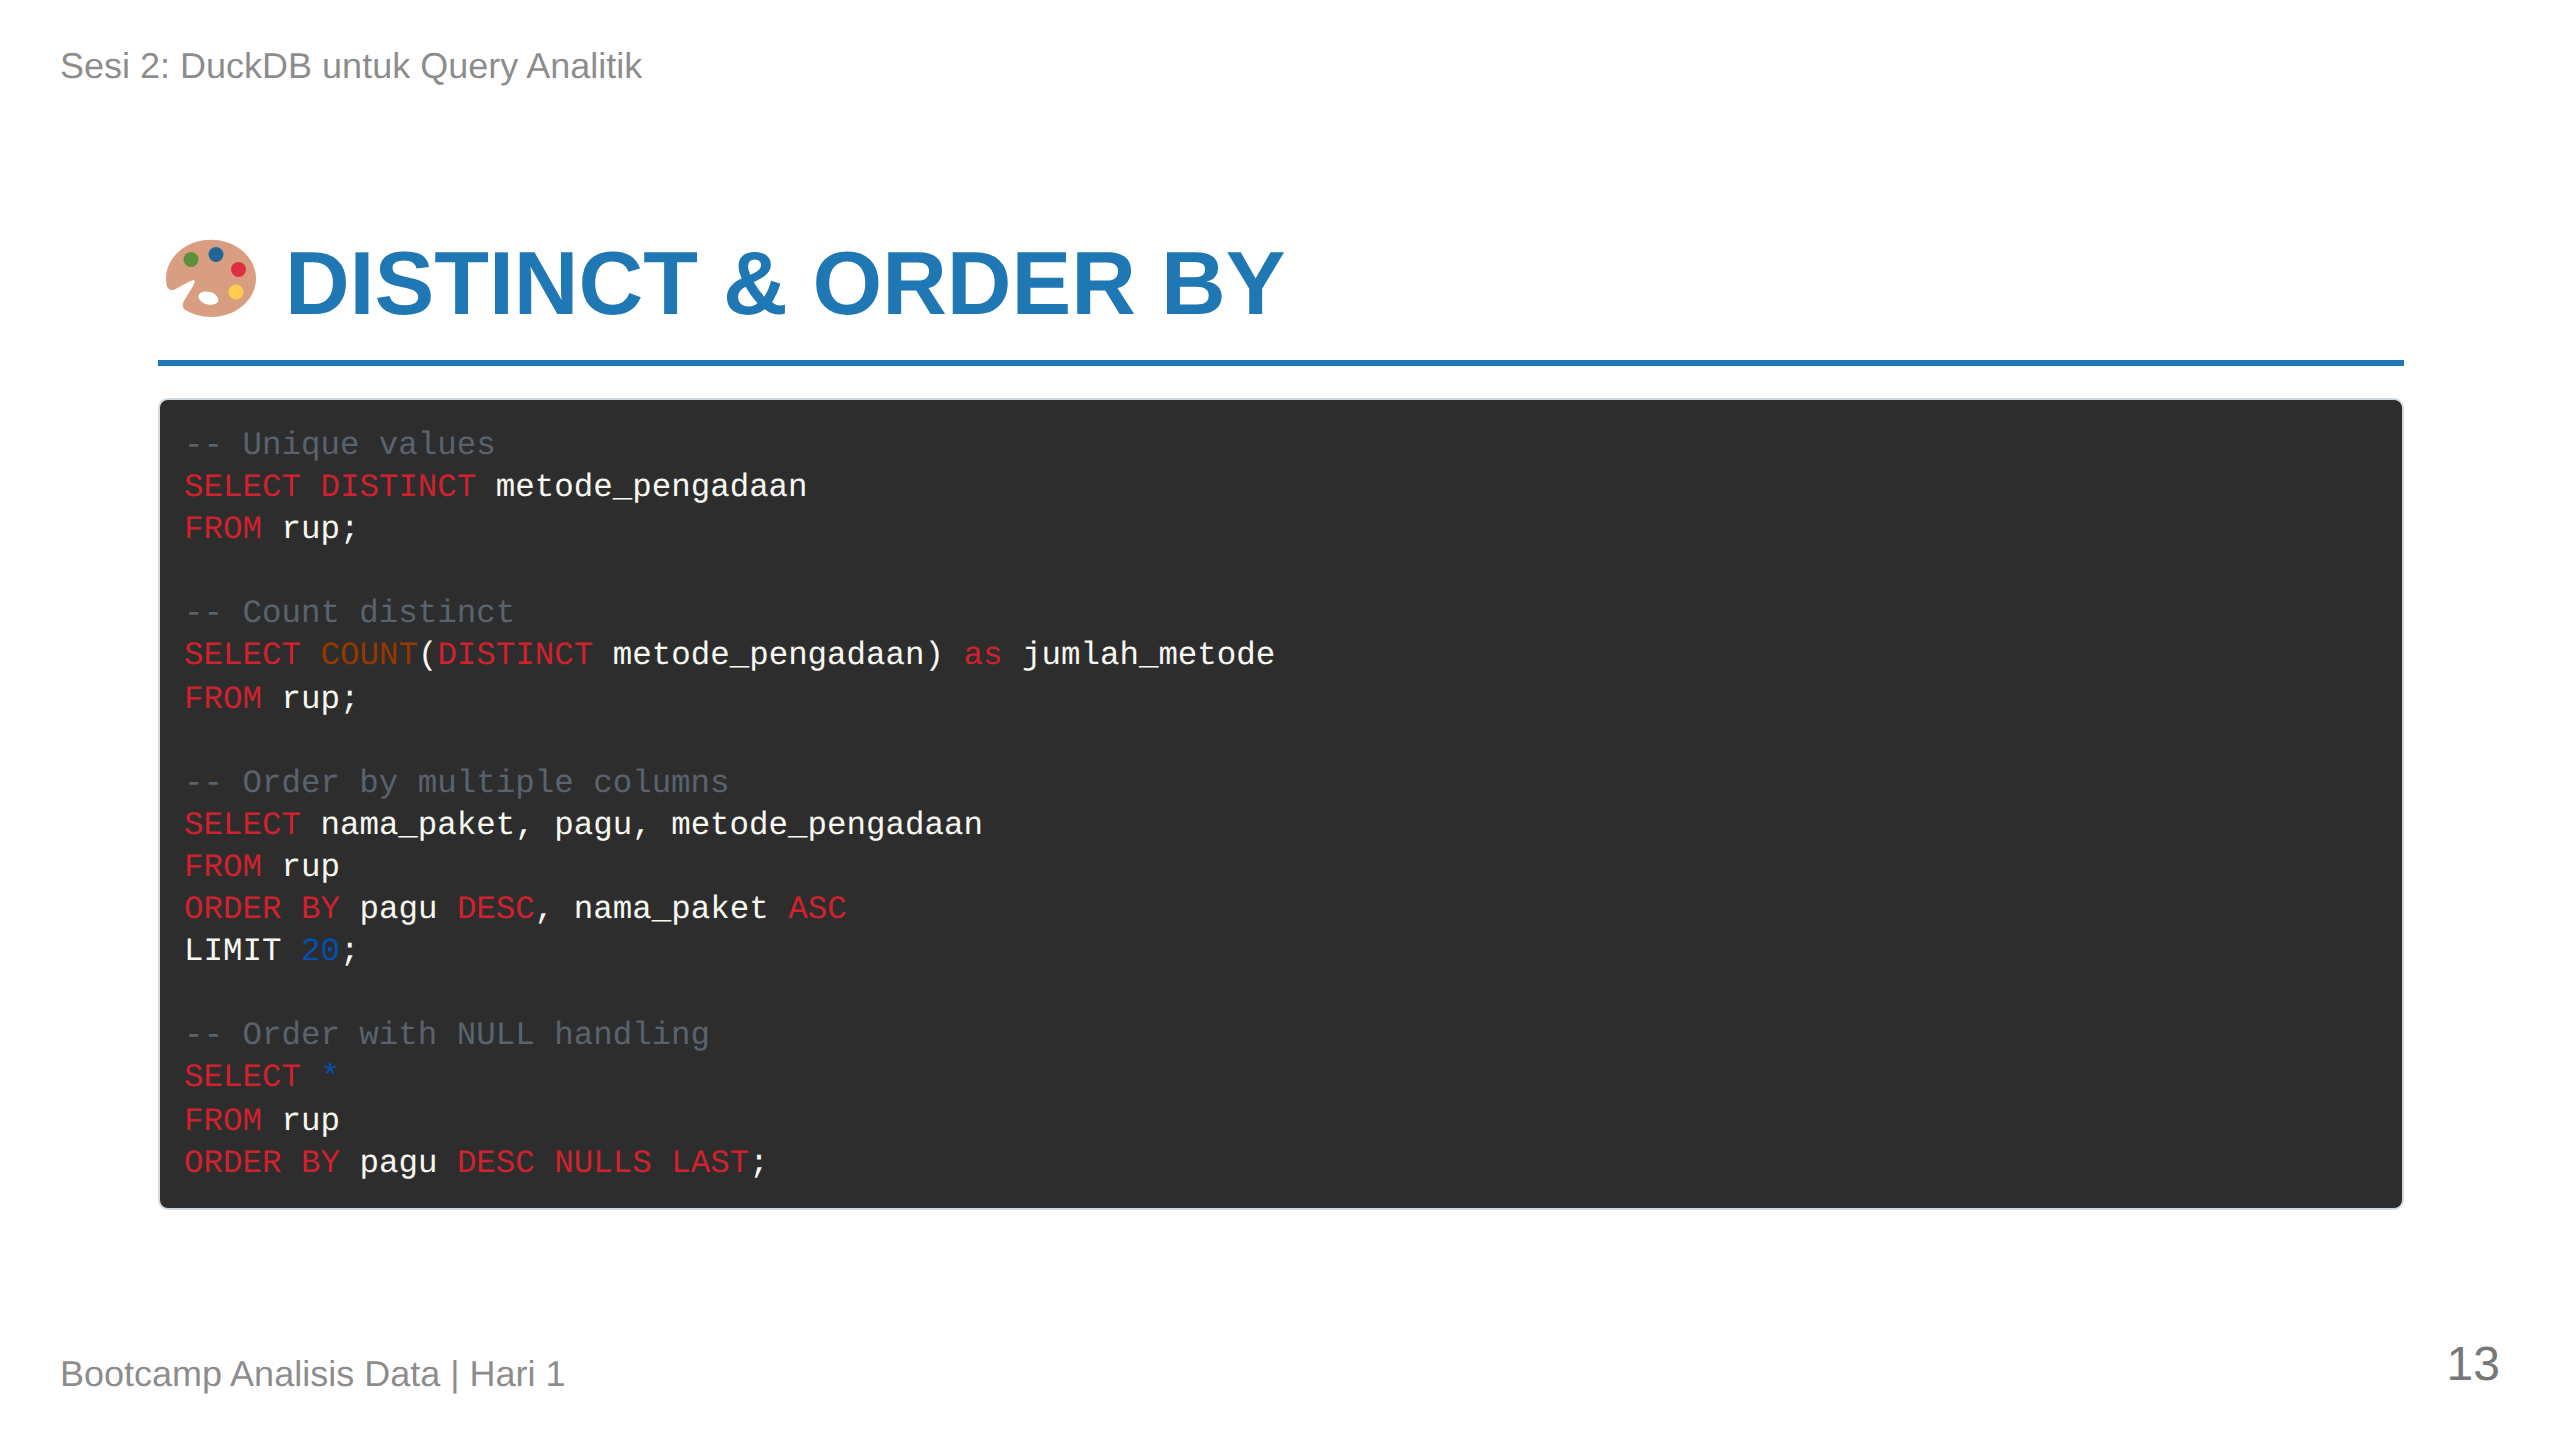 Sesi 2: DuckDB untuk Query Analitik
DISTINCT & ORDER BY
-- Unique values
SELECT DISTINCT metode_pengadaan
FROM rup;
-- Count distinct
SELECT COUNT(DISTINCT metode_pengadaan) as jumlah_metode
FROM rup;
-- Order by multiple columns
SELECT nama_paket, pagu, metode_pengadaan
FROM rup
ORDER BY pagu DESC, nama_paket ASC
LIMIT 20;
-- Order with NULL handling
SELECT *
FROM rup
ORDER BY pagu DESC NULLS LAST;
Bootcamp Analisis Data | Hari 1
13